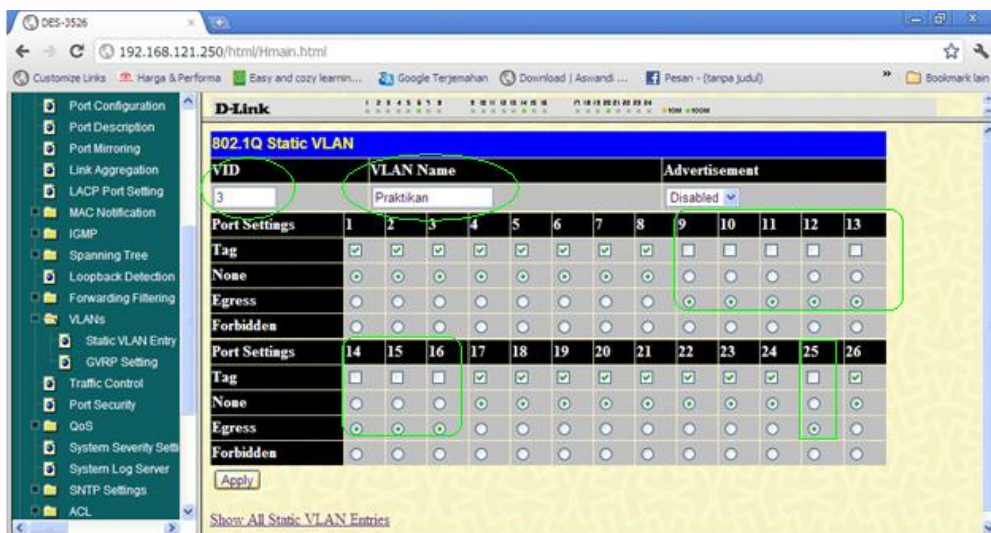 DES-3526
192.168.121.250/html/Hmain.html
Customize Links Harga & Performa Easy and cozy learnin... Google Terjemahan Download | Aswandi ... Pesan - (tanpa judul) » Bookmark lain
Port Configuration
Port Description
Port Mirroring
Link Aggregation
LACP Port Setting
MAC Notification
IGMP
Spanning Tree
Loopback Detection
Forwarding Filtering
VLANs
Static VLAN Entry
GVRP Setting
Traffic Control
Port Security
QoS
System Severity Setti
System Log Server
SNTP Settings
ACL
D-Link
802.1Q Static VLAN
VID VLAN Name Advertisement
3 Praktikan Disabled
Port Settings 1 2 3 4 5 6 7 8 9 10 11 12 13
Tag
None
Egress
Forbidden
Port Settings 14 15 16 17 18 19 20 21 22 23 24 25 26
Tag
None
Egress
Forbidden
Apply
Show All Static VLAN Entries